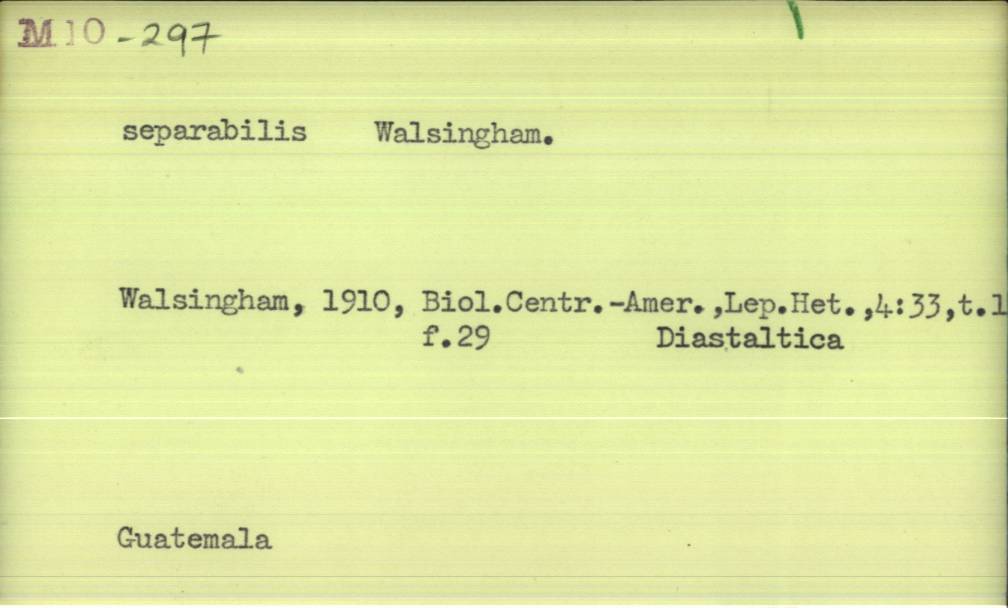 M10-297
separabilis Walsingham.
Walsingham, 1910, Biol.Centr.-Amer.,Lep.Het.,4:33,t.1
f.29 Diastaltica
Guatemala